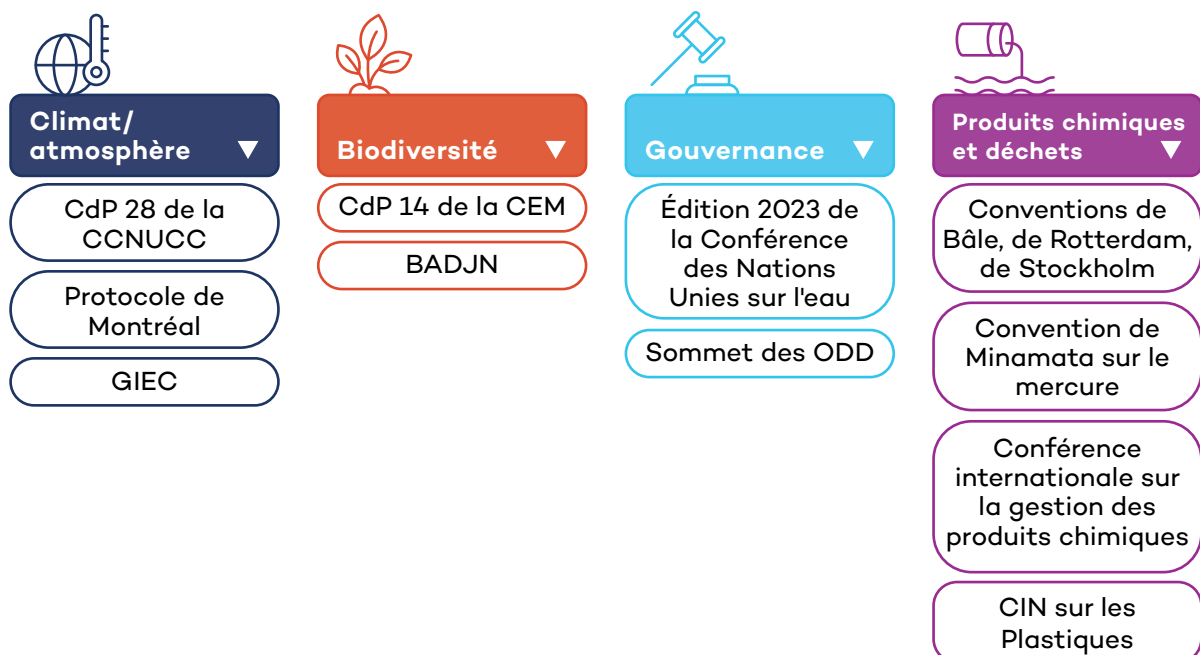 Climat/
atmosphère
CdP 28 de la
CCNUCC
Protocole de
Montréal
GIEC
Biodiversité
CdP 14 de la CEM
BADJN
Gouvernance
Édition 2023 de
la Conférence
des Nations
Unies sur l'eau
Sommet des ODD
Produits chimiques
et déchets
Conventions de
Bâle, de Rotterdam,
de Stockholm
Convention de
Minamata sur le
mercure
Conférence
internationale sur
la gestion des
produits chimiques
CIN sur les
Plastiques